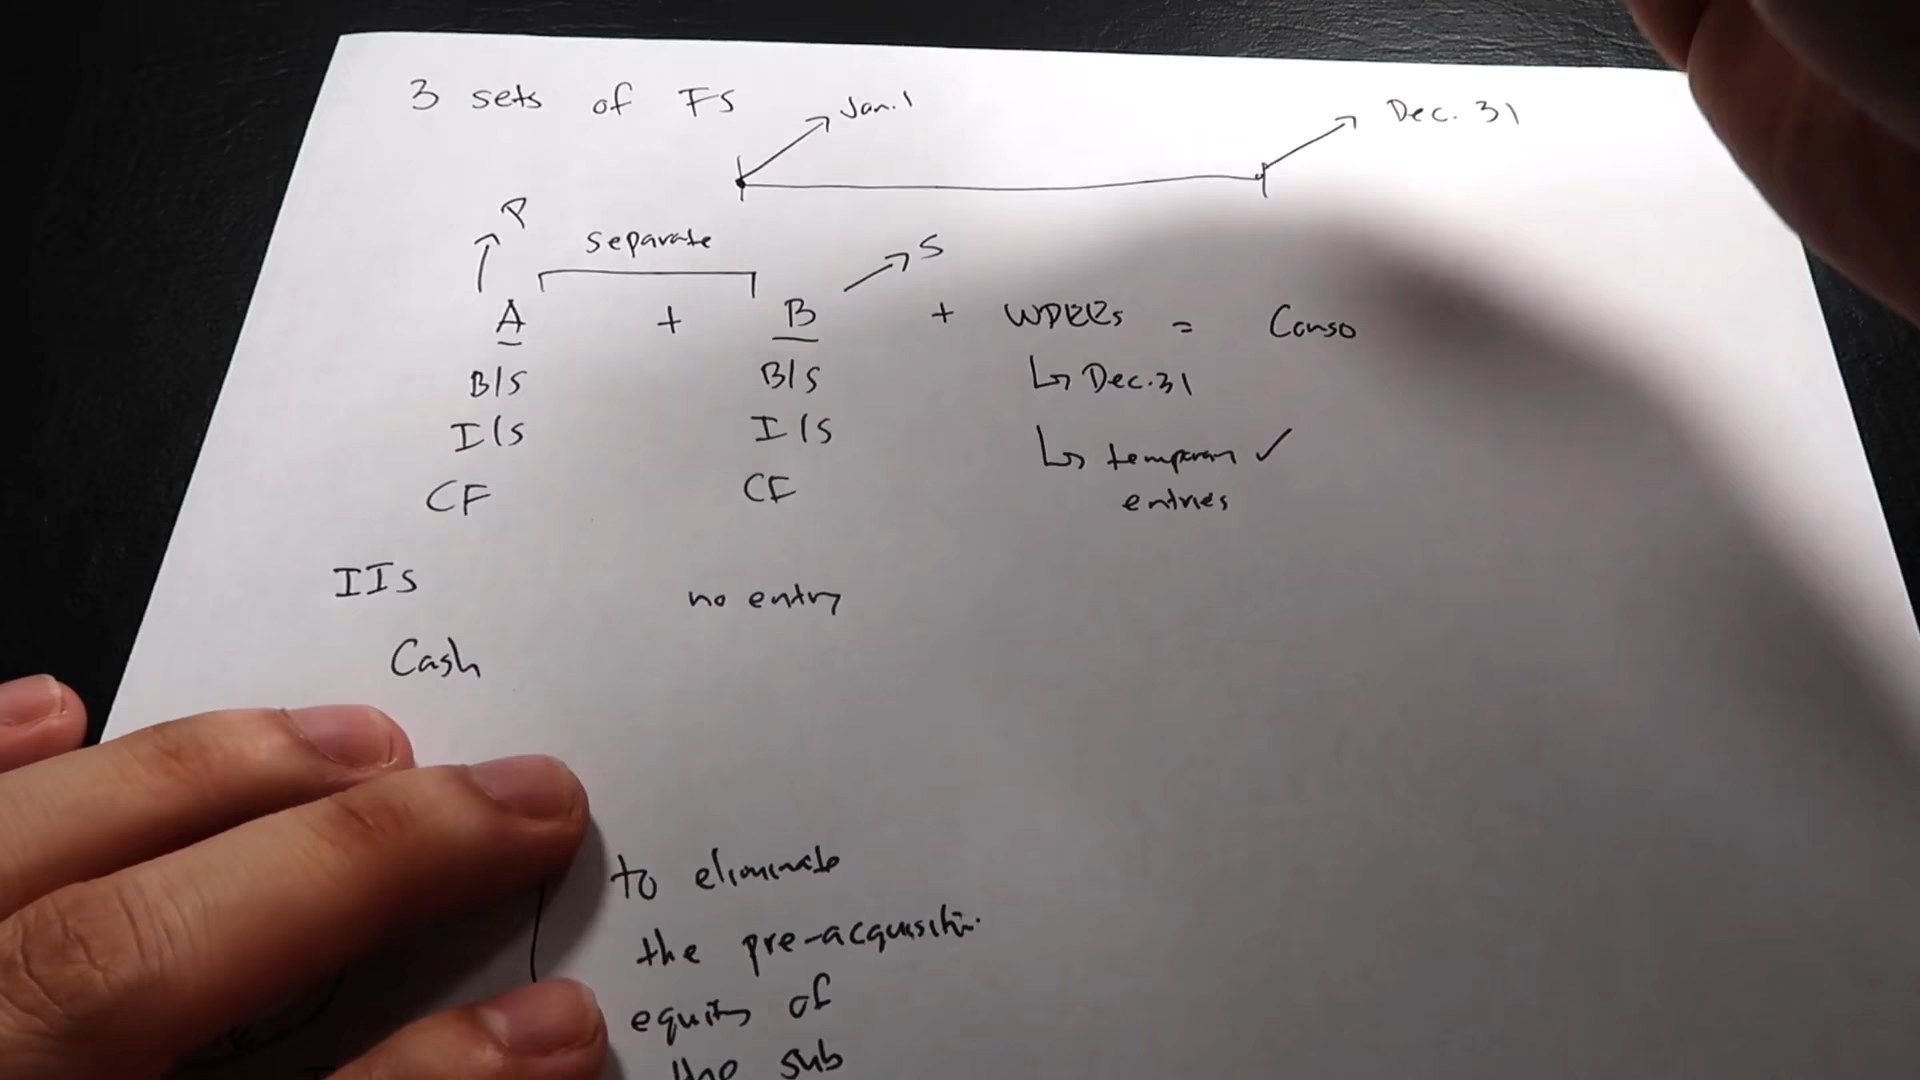 3 sets of FS
Jan. 1
Dec. 31
P
separate
S
A + B + WPEEs = Conso
B/S B/S ↳ Dec. 31
I/S I/S ↳ temporary ✓
CF CF entries
IIS no entry
Cash
to eliminate
the pre-acquisition
equity of
the sub